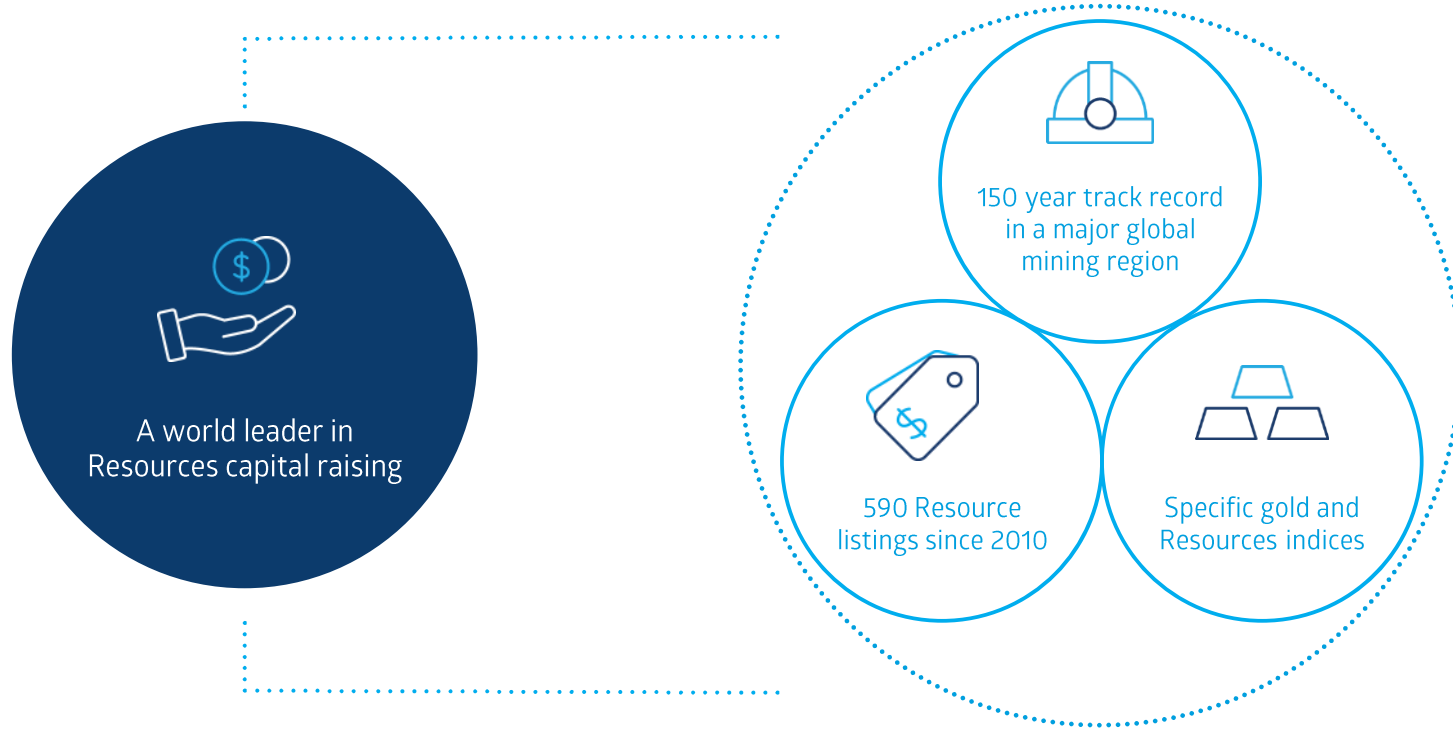 A world leader in
Resources capital raising
150 year track record
in a major global
mining region
590 Resource
listings since 2010
Specific gold and
Resources indices
$
$